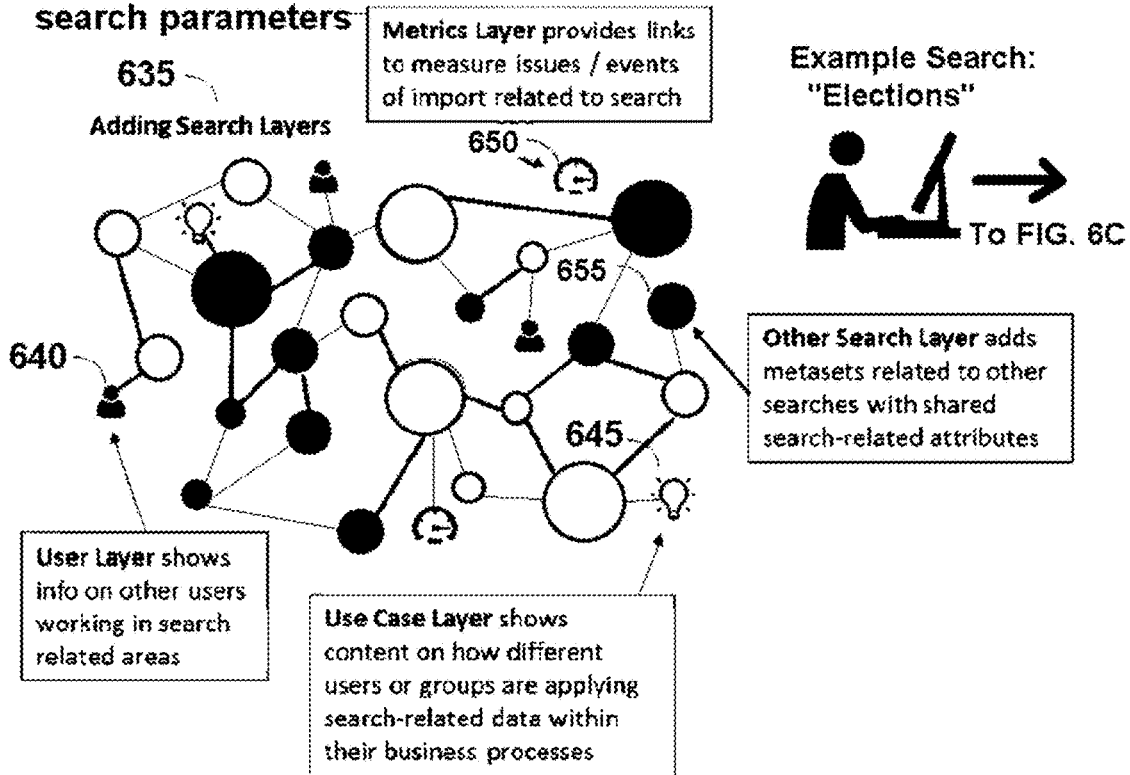 search parameters
635
Adding Search Layers
Metrics Layer provides links
to measure issues / events
of import related to search
650
Example Search:
"Elections"
To FIG. 6C
655
640
Other Search Layer adds
metasets related to other
searches with shared
search-related attributes
645
User Layer shows
info on other users
working in search
related areas
Use Case Layer shows
content on how different
users or groups are applying
search-related data within
their business processes